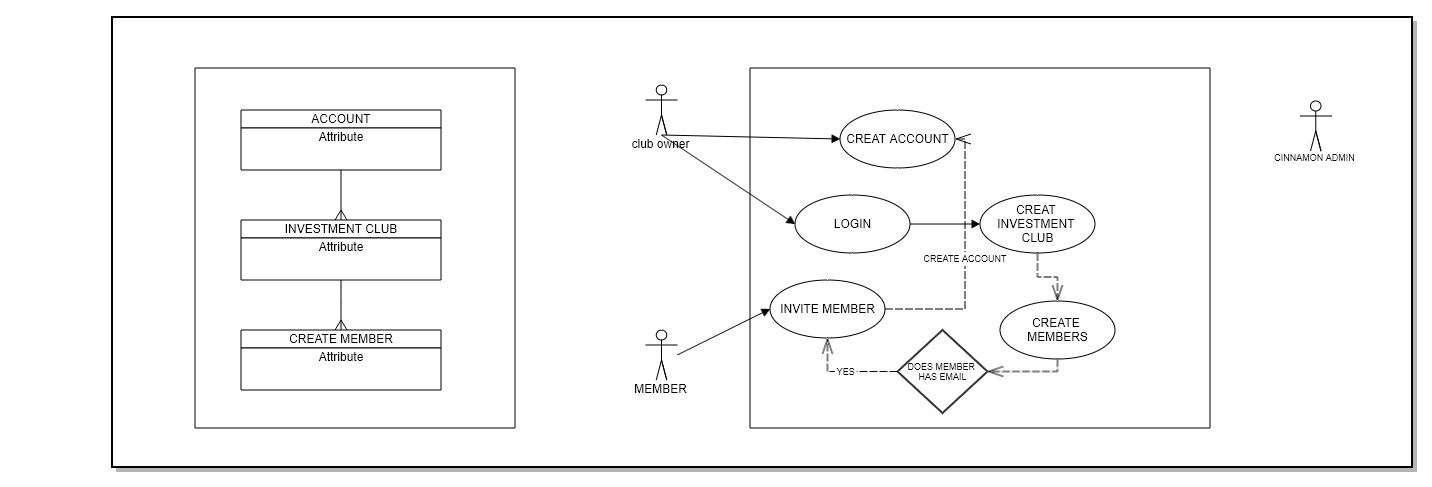 ACCOUNT
Attribute
INVESTMENT CLUB
Attribute
CREATE MEMBER
Attribute
club owner
MEMBER
CREAT ACCOUNT
LOGIN
CREAT
INVESTMENT
CLUB
CREATE ACCOUNT
INVITE MEMBER
CREATE
MEMBERS
DOES MEMBER
HAS EMAIL
YES
CINNAMON ADMIN